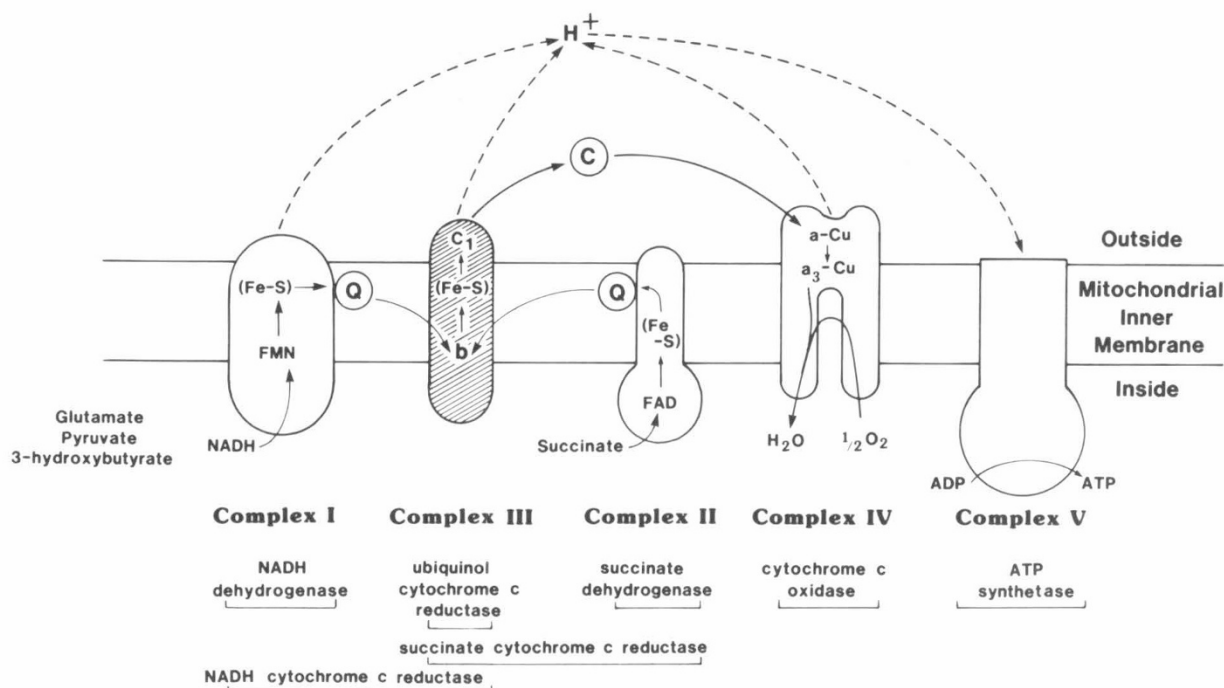 H+
C
C1
a-Cu
Outside
(Fe-S)
Q
(Fe-S)
Q
a3-Cu
Mitochondrial
Inner
Membrane
(Fe
-S)
FMN
b
Inside
FAD
Glutamate
Pyruvate
3-hydroxybutyrate
NADH
Succinate
H2O
1/2O2
ADP
ATP
Complex I
Complex III
Complex II
Complex IV
Complex V
NADH
dehydrogenase
ubiquinol
cytochrome c
reductase
succinate
dehydrogenase
cytochrome c
oxidase
ATP
synthetase
succinate cytochrome c reductase
NADH cytochrome c reductase